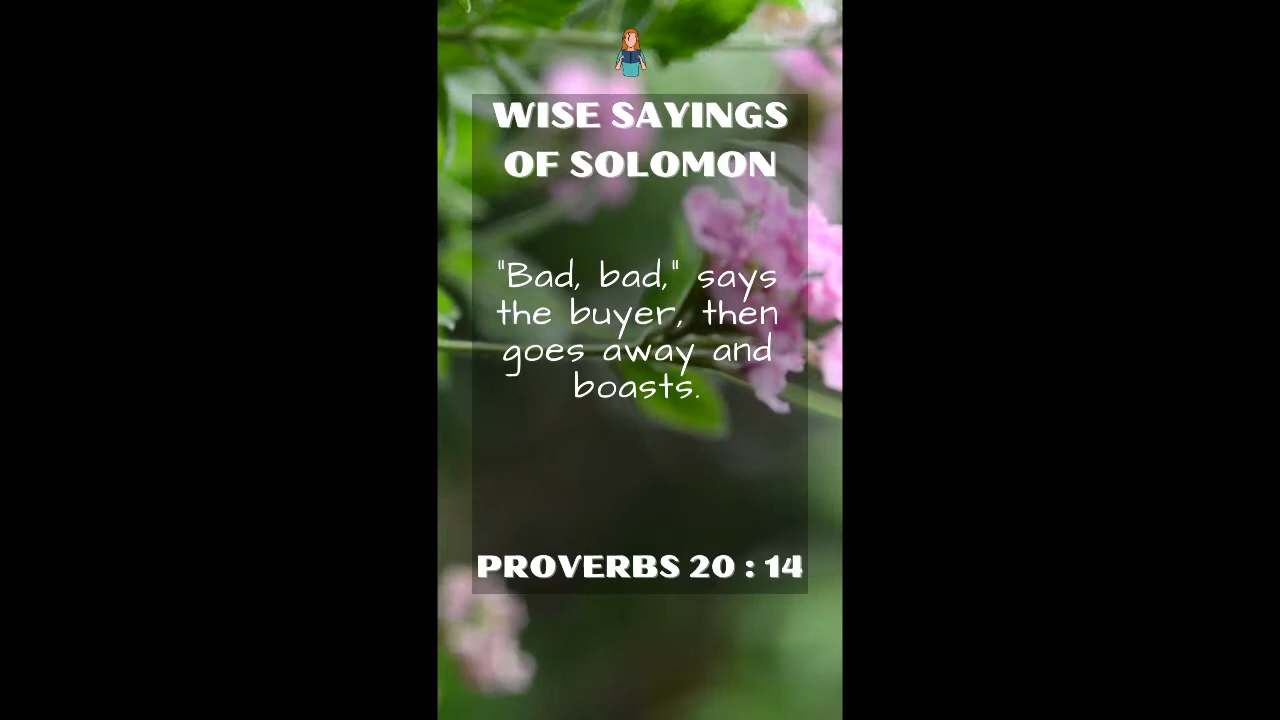 WISE SAYINGS
OF SOLOMON
"Bad, bad," says
the buyer, then
goes away and
boasts.
PROVERBS 20 : 14